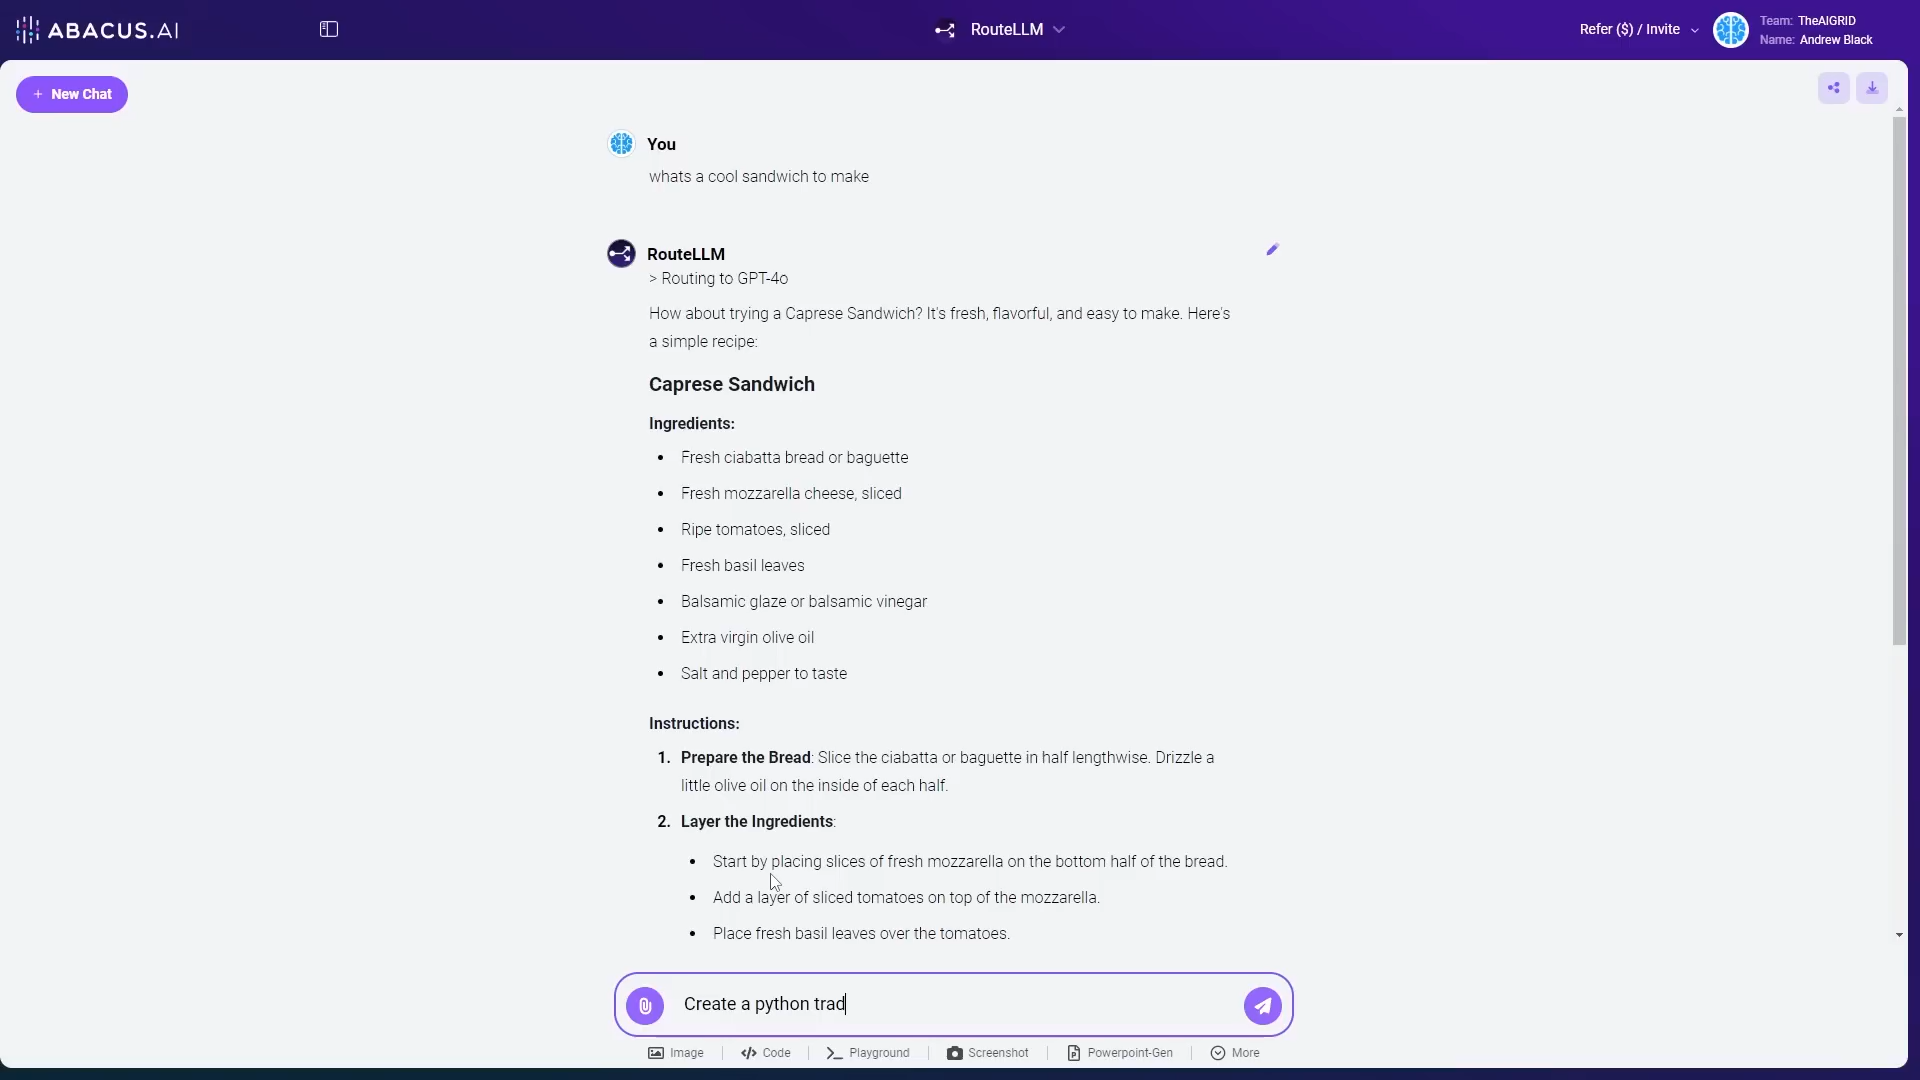 ABACUS.AI
RouteLLM
Refer ($) / Invite
Team: TheAIGRID
Name: Andrew Black
+ New Chat
You
whats a cool sandwich to make
RouteLLM
> Routing to GPT-4o
How about trying a Caprese Sandwich? It's fresh, flavorful, and easy to make. Here's
a simple recipe:
Caprese Sandwich
Ingredients:
• Fresh ciabatta bread or baguette
• Fresh mozzarella cheese, sliced
• Ripe tomatoes, sliced
• Fresh basil leaves
• Balsamic glaze or balsamic vinegar
• Extra virgin olive oil
• Salt and pepper to taste
Instructions:
1. Prepare the Bread: Slice the ciabatta or baguette in half lengthwise. Drizzle a
little olive oil on the inside of each half.
2. Layer the Ingredients:
• Start by placing slices of fresh mozzarella on the bottom half of the bread.
• Add a layer of sliced tomatoes on top of the mozzarella.
• Place fresh basil leaves over the tomatoes.
Create a python trad
Image
Code
Playground
Screenshot
Powerpoint-Gen
More